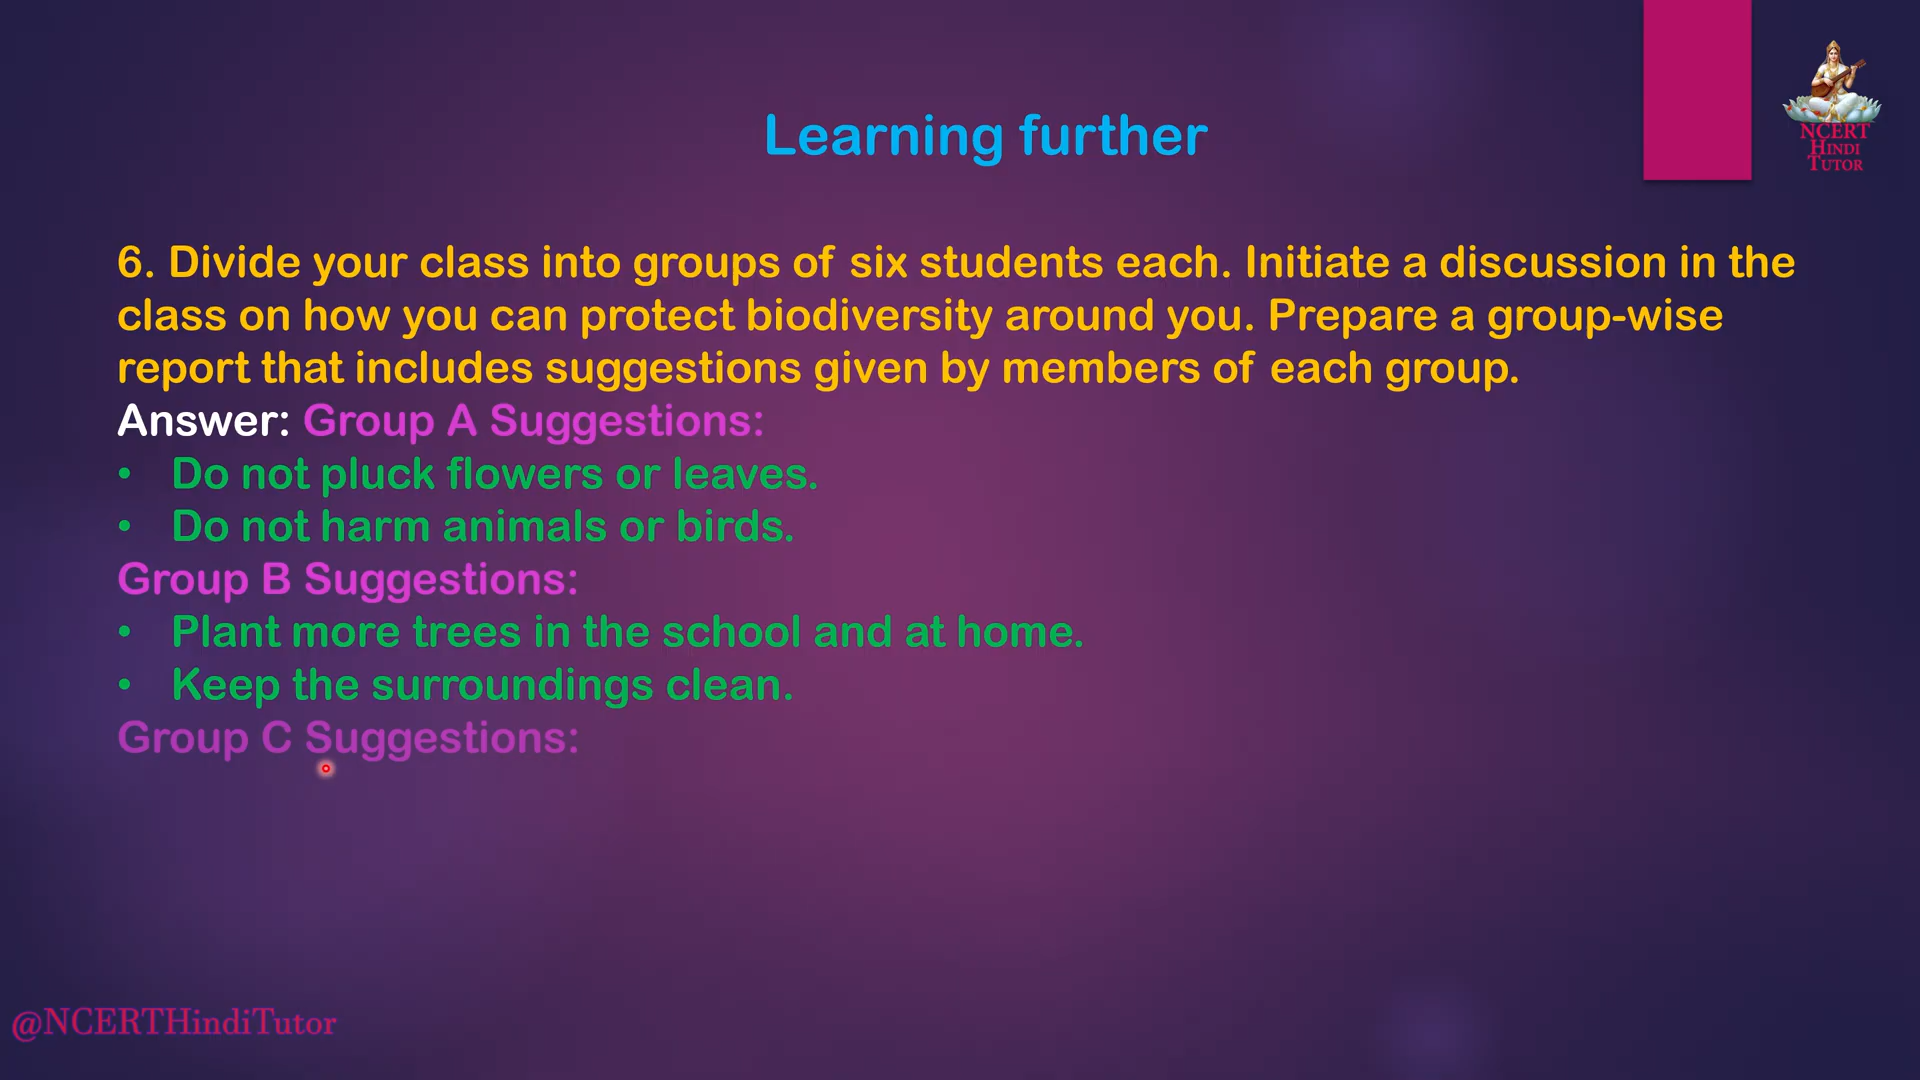 NCERT
HINDI
TUTOR
Learning further
6. Divide your class into groups of six students each. Initiate a discussion in the
class on how you can protect biodiversity around you. Prepare a group-wise
report that includes suggestions given by members of each group.
Answer: Group A Suggestions:
• Do not pluck flowers or leaves.
• Do not harm animals or birds.
Group B Suggestions:
• Plant more trees in the school and at home.
• Keep the surroundings clean.
Group C Suggestions:
@NCERTHindiTutor